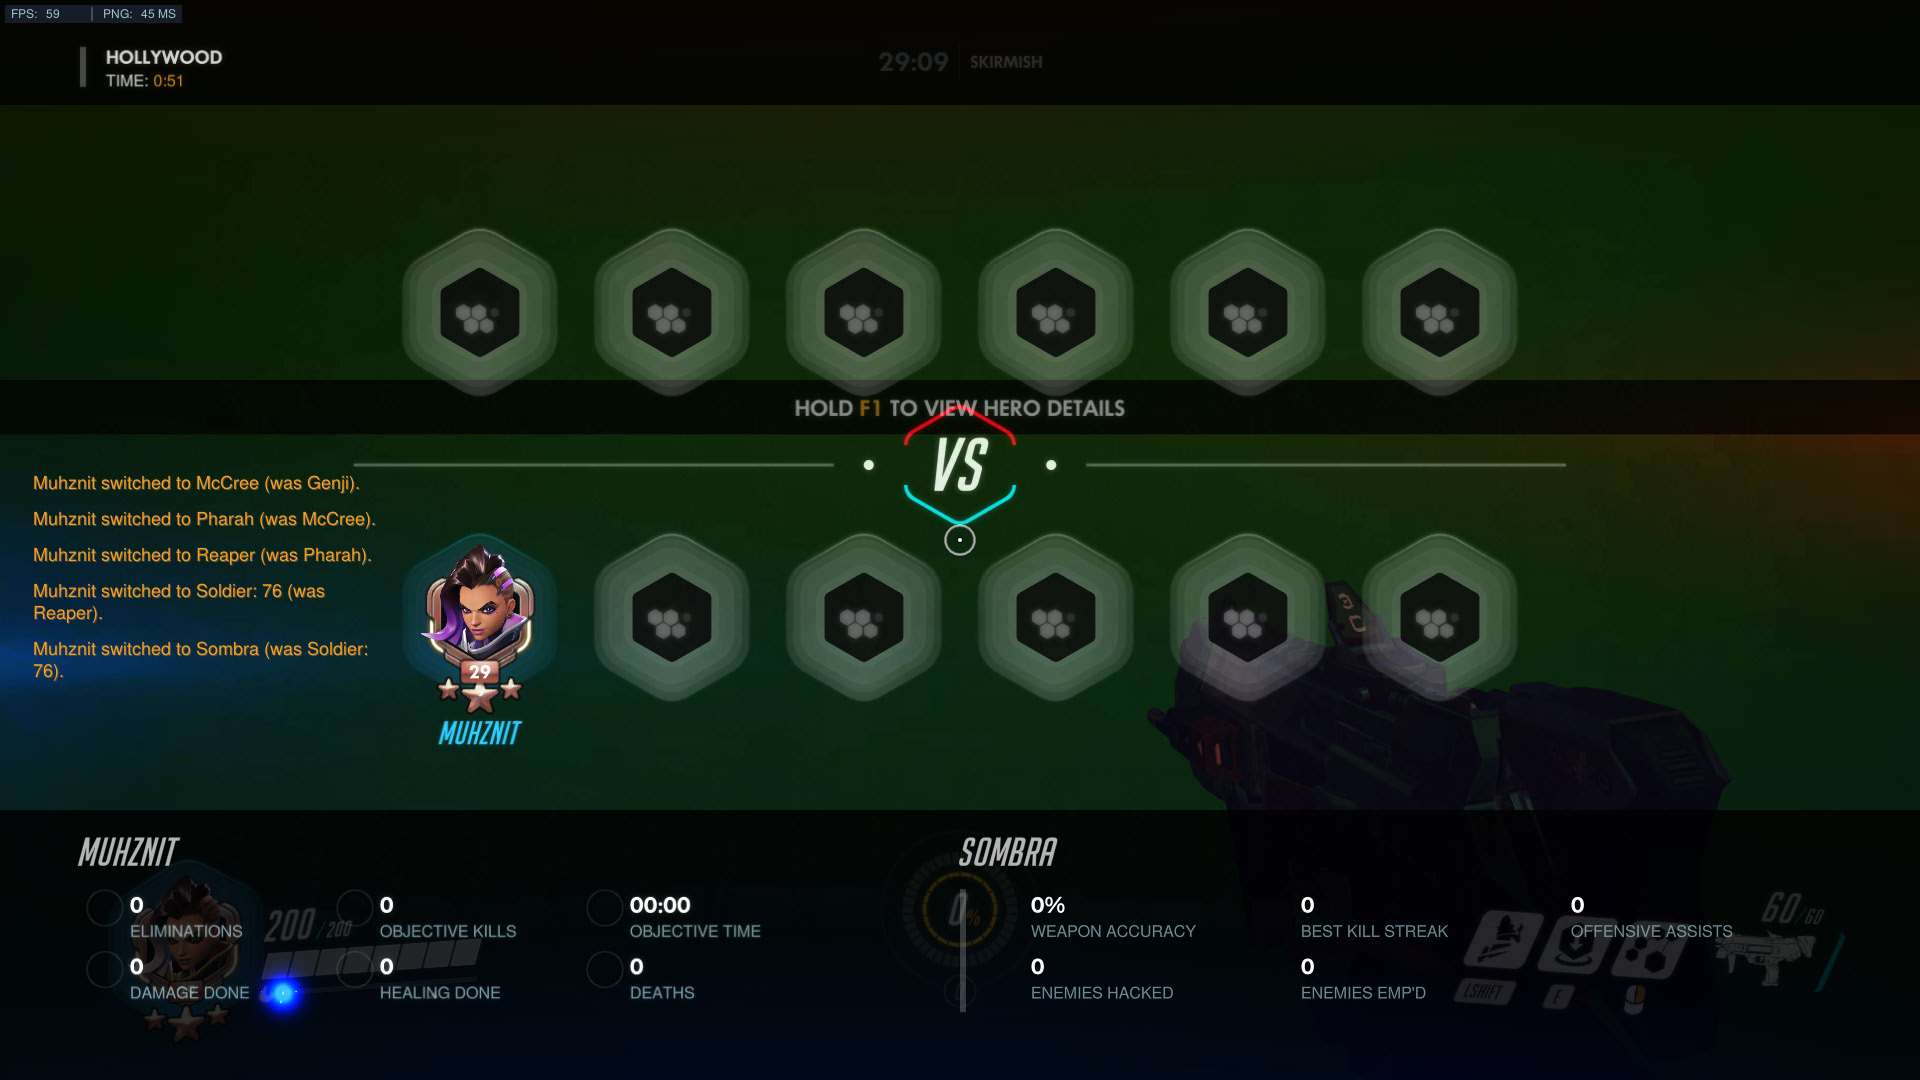 FPS: 59 | PNG: 45 MS
HOLLYWOOD
TIME: 0:51
29:09 | SKIRMISH
HOLD F1 TO VIEW HERO DETAILS
VS
Muhznit switched to McCree (was Genji).
Muhznit switched to Pharah (was McCree).
Muhznit switched to Reaper (was Pharah).
Muhznit switched to Soldier: 76 (was
Reaper).
Muhznit switched to Sombra (was Soldier:
76).
29
MUHZNIT
MUHZNIT
0
ELIMINATIONS
0
OBJECTIVE KILLS
00:00
OBJECTIVE TIME
0
DAMAGE DONE
0
HEALING DONE
0
DEATHS
200/200
0%
SOMBRA
0%
WEAPON ACCURACY
0
BEST KILL STREAK
0
OFFENSIVE ASSISTS
0
ENEMIES HACKED
0
ENEMIES EMP'D
60/60
LSHIFT
E